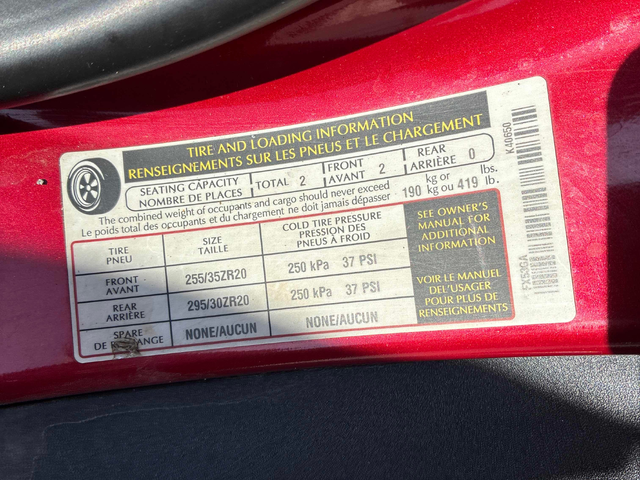 TIRE AND LOADING INFORMATION
RENSEIGNEMENTS SUR LES PNEUS ET LE CHARGEMENT
SEATING CAPACITY
NOMBRE DE PLACES
TOTAL 2
FRONT
AVANT 2
REAR
ARRIÈRE 0
The combined weight of occupants and cargo should never exceed
Le poids total des occupants et du chargement ne doit jamais dépasser
190 kg or
kg ou 419 lbs.
lb.
TIRE
PNEU
SIZE
TAILLE
COLD TIRE PRESSURE
PRESSION DES
PNEUS À FROID
FRONT
AVANT
255/35ZR20
250 kPa 37 PSI
REAR
ARRIÈRE
295/30ZR20
250 kPa 37 PSI
SPARE
DE RECHANGE
NONE/AUCUN
NONE/AUCUN
SEE OWNER'S
MANUAL FOR
ADDITIONAL
INFORMATION
VOIR LE MANUEL
DEL'USAGER
POUR PLUS DE
RENSEIGNEMENTS
K40650
FX53GA